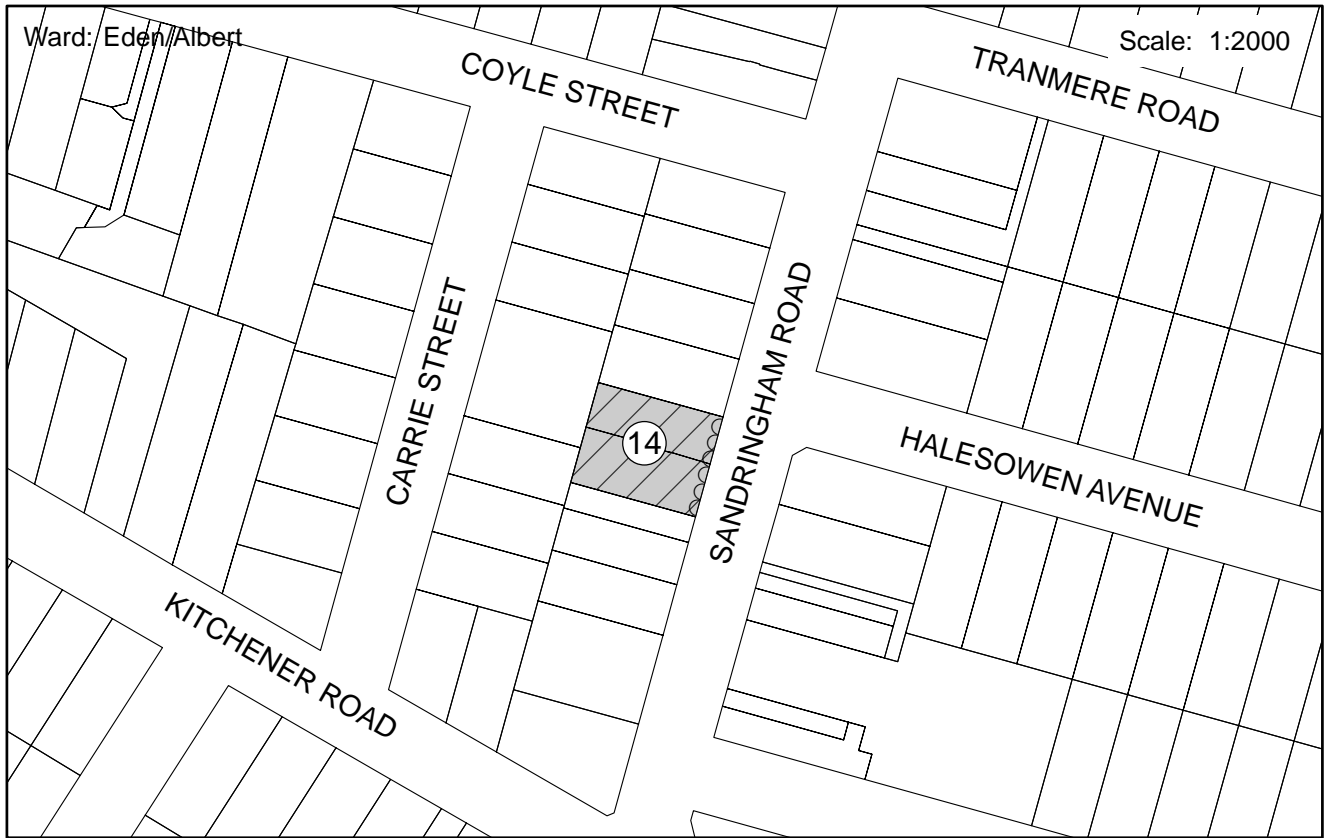 Ward: Eden/Albert
Scale: 1:2000
COYLE STREET
TRANMERE ROAD
CARRIE STREET
SANDRINGHAM ROAD
14
HALESOWEN AVENUE
KITCHENER ROAD